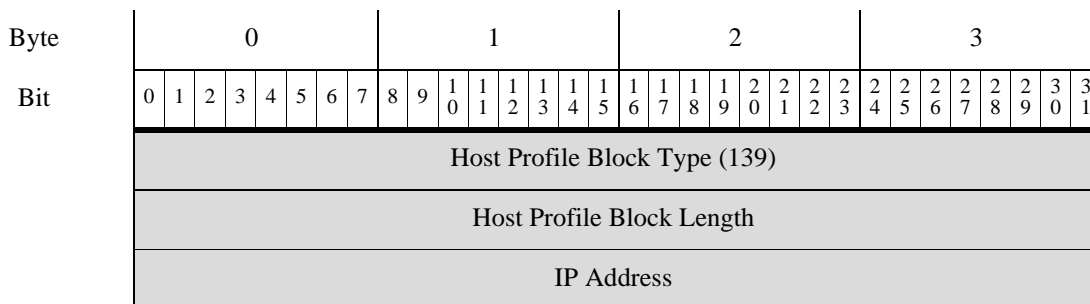 Byte 0 1 2 3
Bit 0 1 2 3 4 5 6 7 8 9 10 11 12 13 14 15 16 17 18 19 20 21 22 23 24 25 26 27 28 29 30 31
Host Profile Block Type (139)
Host Profile Block Length
IP Address